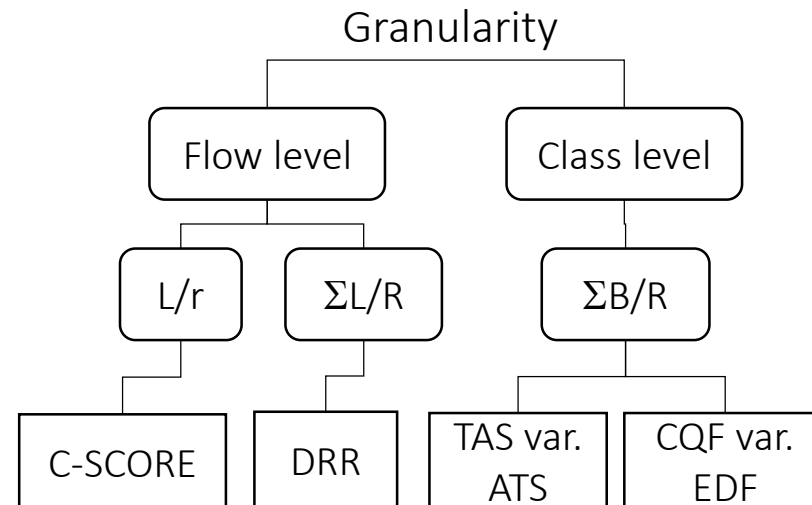 Granularity
Flow level
Class level
L/r
ΣL/R
ΣB/R
C-SCORE
DRR
TAS var.
ATS
CQF var.
EDF